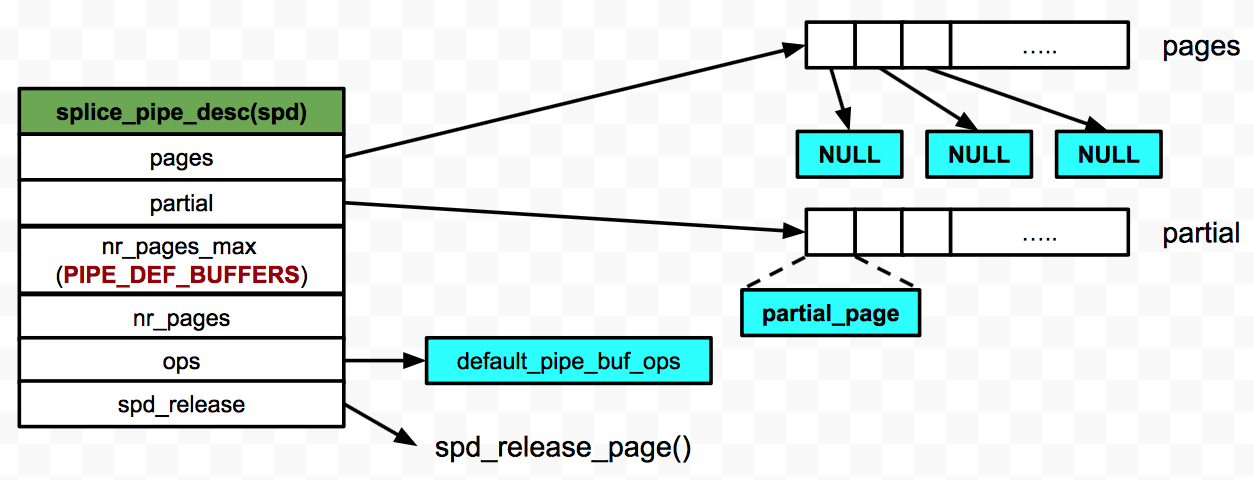 splice_pipe_desc(spd)
pages
partial
nr_pages_max
(PIPE_DEF_BUFFERS)
nr_pages
ops
spd_release
.....
pages
NULL
NULL
NULL
.....
partial
partial_page
default_pipe_buf_ops
spd_release_page()